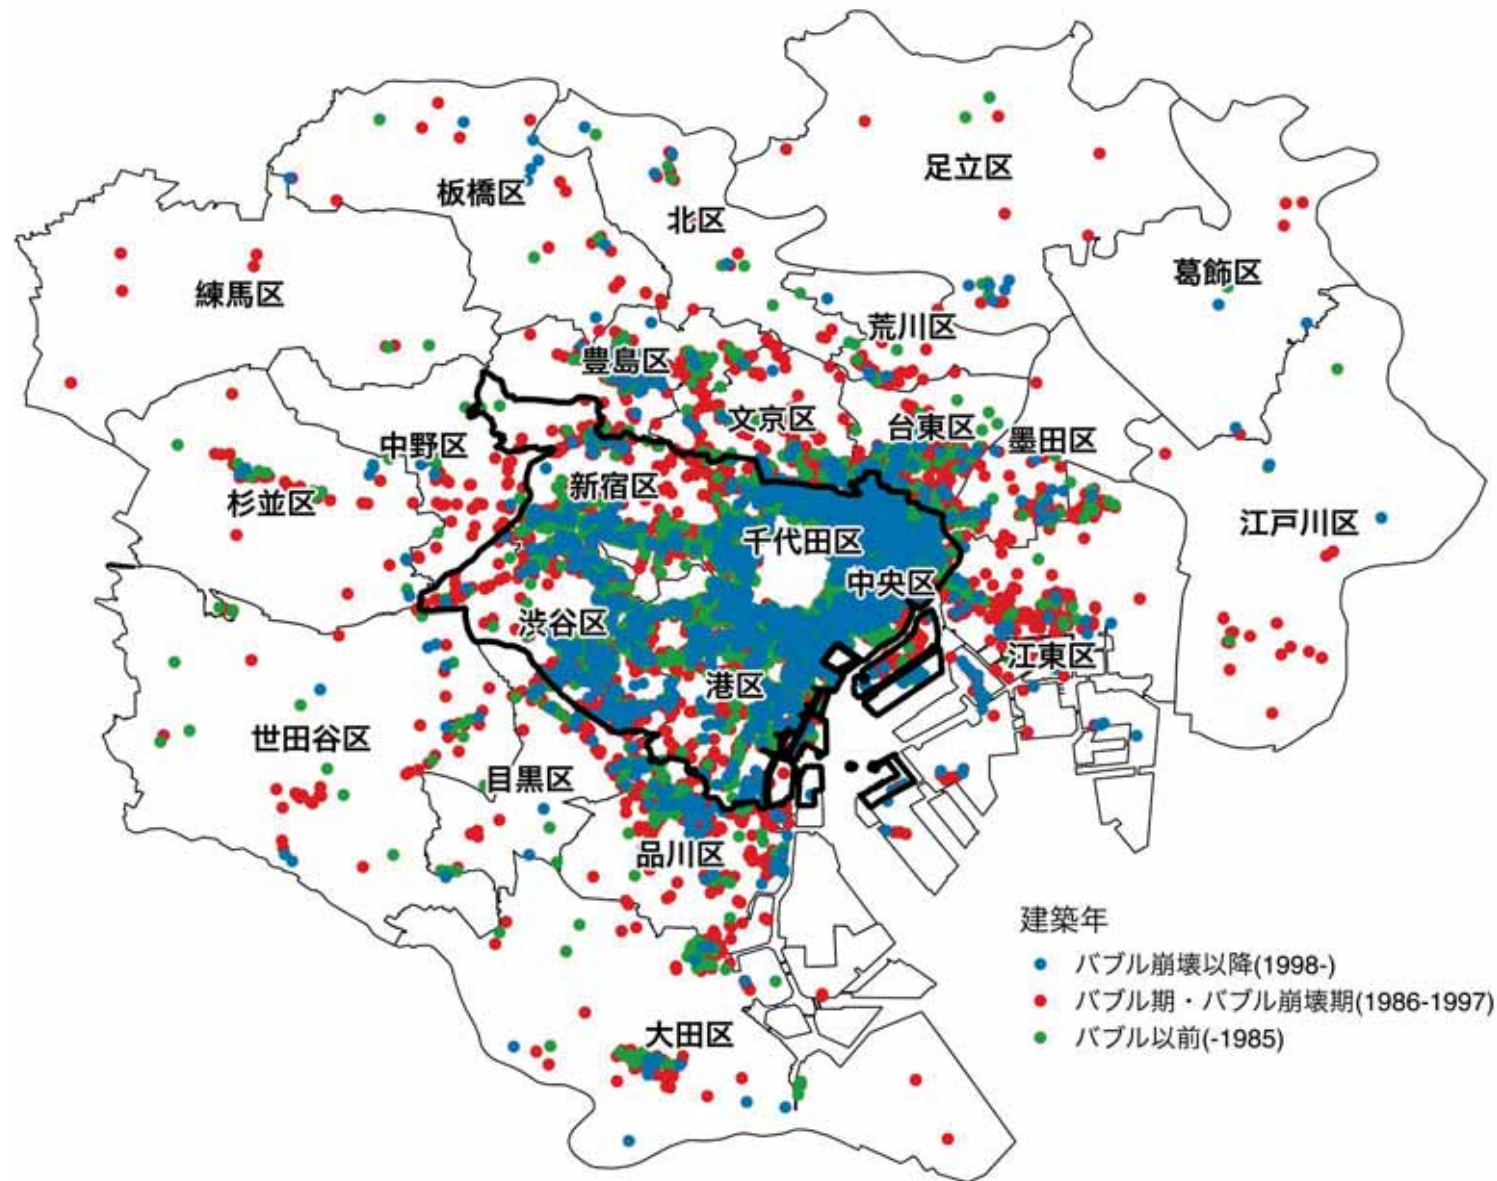 足立区
板橋区
北区
葛飾区
練馬区
荒川区
豊島区
文京区
台東区
墨田区
中野区
新宿区
杉並区
江戸川区
千代田区
中央区
渋谷区
江東区
港区
世田谷区
目黒区
品川区
大田区
建築年
バブル崩壊以降(1998-)
バブル期・バブル崩壊期(1986-1997)
バブル以前(-1985)